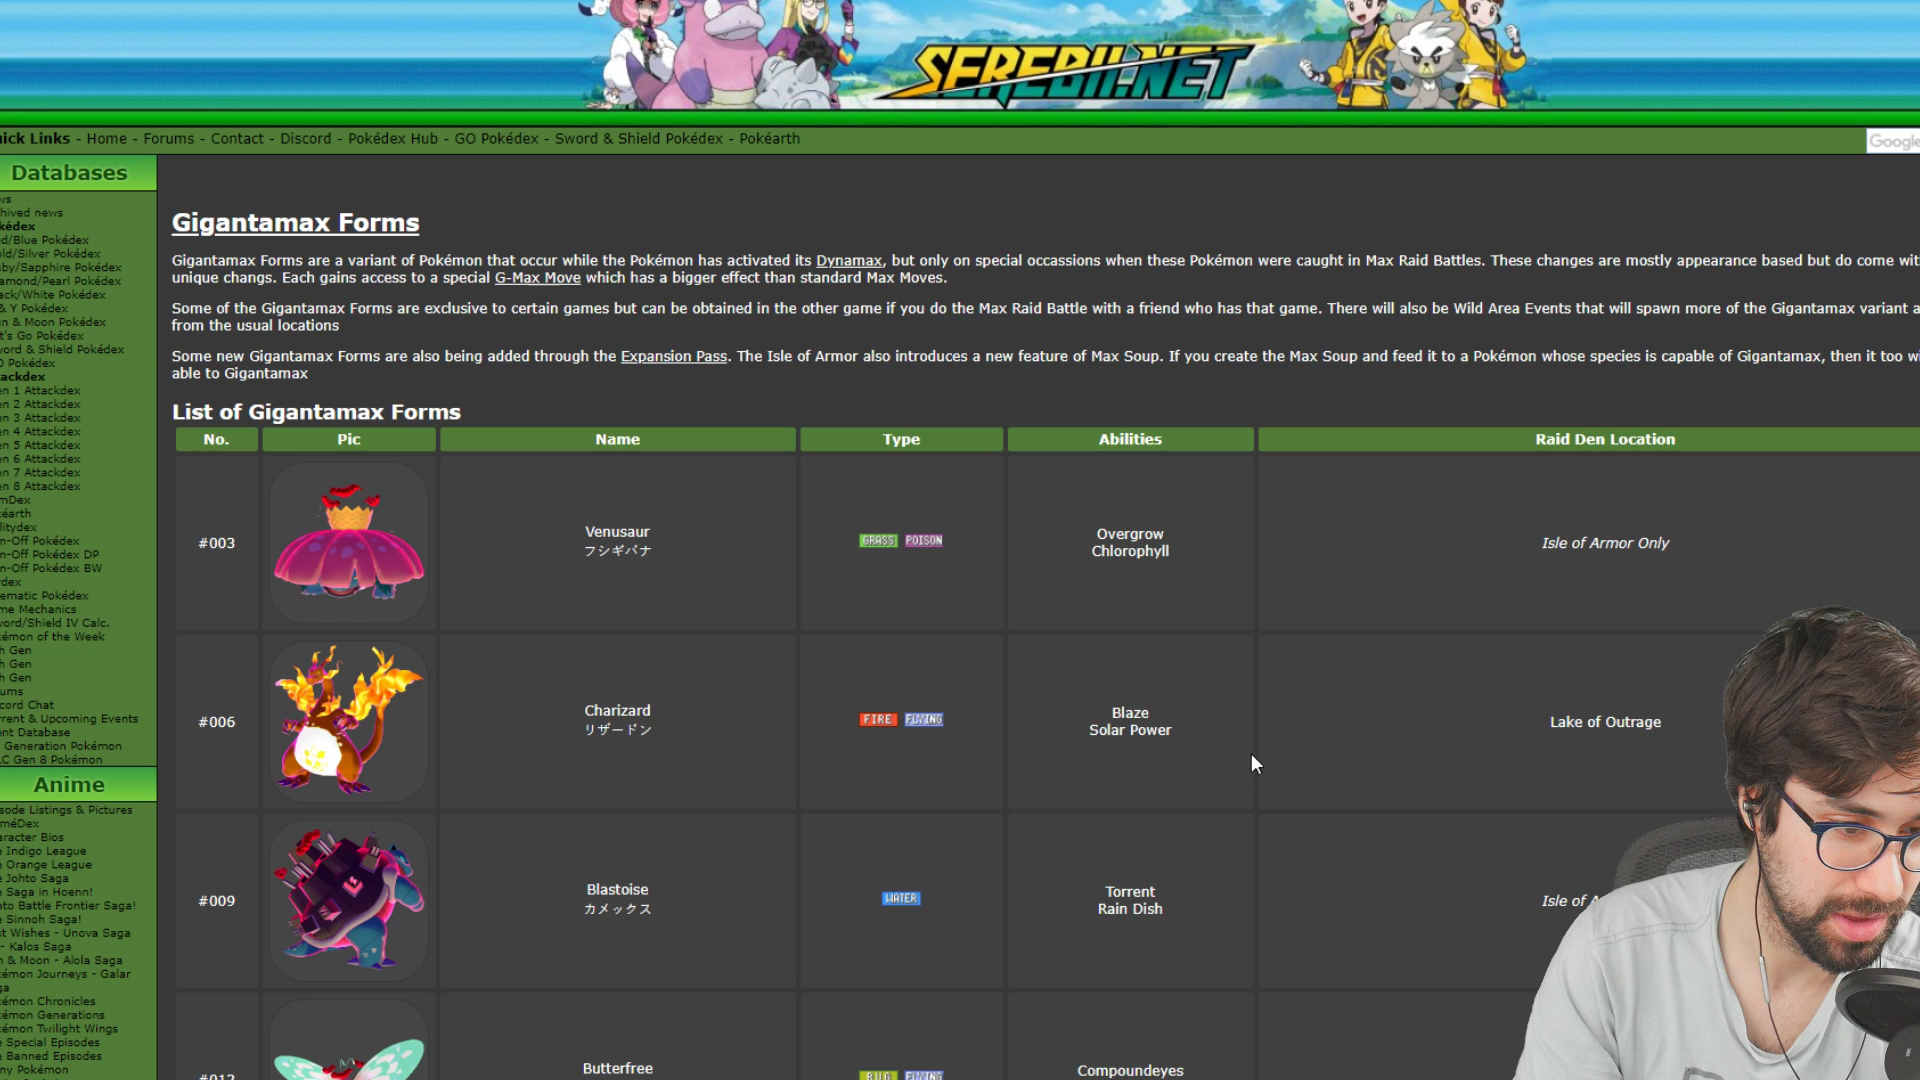 SEREBII.NET
Quick Links - Home - Forums - Contact - Discord - Pokédex Hub - GO Pokédex - Sword & Shield Pokédex - Pokéarth
Google
Databases
hived news
kédex
d/Blue Pokédex
ld/Silver Pokédex
by/Sapphire Pokédex
amond/Pearl Pokédex
ack/White Pokédex
& Y Pokédex
n & Moon Pokédex
t's Go Pokédex
word & Shield Pokédex
O Pokédex
tackdex
en 1 Attackdex
en 2 Attackdex
en 3 Attackdex
en 4 Attackdex
en 5 Attackdex
en 6 Attackdex
en 7 Attackdex
en 8 Attackdex
mDex
éarth
litydex
n-Off Pokédex
n-Off Pokédex DP
n-Off Pokédex BW
dex
ematic Pokédex
me Mechanics
word/Shield IV Calc.
émon of the Week
h Gen
h Gen
h Gen
ums
cord Chat
rrent & Upcoming Events
ent Database
Generation Pokémon
LC Gen 8 Pokémon
Anime
sode Listings & Pictures
méDex
aracter Bios
e Indigo League
e Orange League
e Johto Saga
e Saga in Hoenn!
nto Battle Frontier Saga!
e Sinnoh Saga!
st Wishes - Unova Saga
- Kalos Saga
n & Moon - Alola Saga
émon Journeys - Galar
ga
émon Chronicles
émon Generations
émon Twilight Wings
e Special Episodes
e Banned Episodes
ny Pokémon
Gigantamax Forms
Gigantamax Forms are a variant of Pokémon that occur while the Pokémon has activated its Dynamax, but only on special occassions when these Pokémon were caught in Max Raid Battles. These changes are mostly appearance based but do come wit
unique changes. Each gains access to a special G-Max Move which has a bigger effect than standard Max Moves.
Some of the Gigantamax Forms are exclusive to certain games but can be obtained in the other game if you do the Max Raid Battle with a friend who has that game. There will also be Wild Area Events that will spawn more of the Gigantamax variant a
from the usual locations
Some new Gigantamax Forms are also being added through the Expansion Pass. The Isle of Armor also introduces a new feature of Max Soup. If you create the Max Soup and feed it to a Pokémon whose species is capable of Gigantamax, then it too wi
able to Gigantamax
List of Gigantamax Forms
No. Pic Name Type Abilities Raid Den Location
#003 Venusaur フシギバナ GRASS POISON Overgrow Chlorophyll Isle of Armor Only
#006 Charizard リザードン FIRE FLYING Blaze Solar Power Lake of Outrage
#009 Blastoise カメックス WATER Torrent Rain Dish Isle of A
#012 Butterfree BUG FLYING Compoundeyes